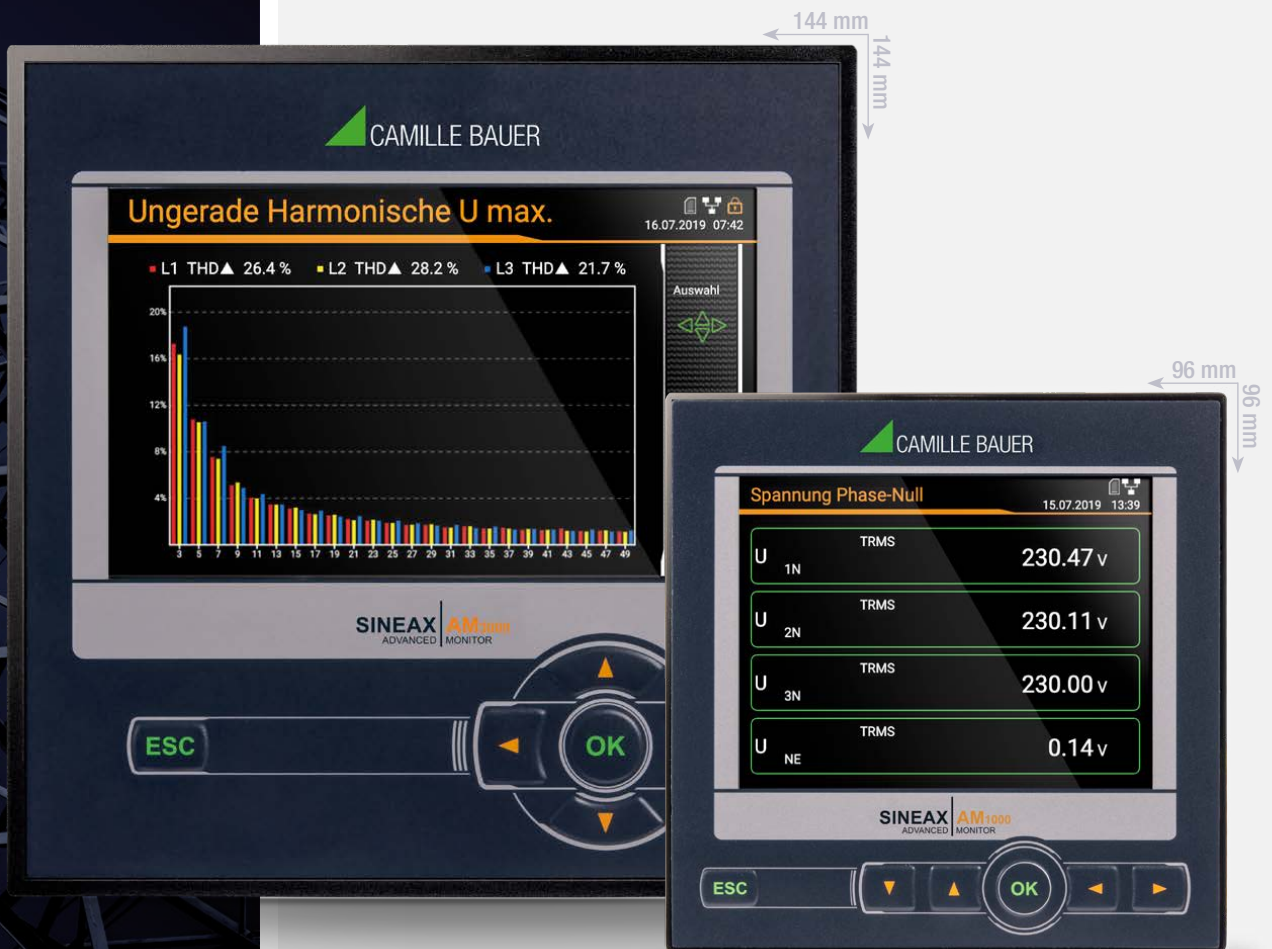 144 mm
144 mm
CAMILLE BAUER
Ungerade Harmonische U max.
16.07.2019 07:42
L1 THD▲ 26.4 % L2 THD▲ 28.2 % L3 THD▲ 21.7 %
Auswahl
20%
16%
12%
8%
4%
3 5 7 9 11 13 15 17 19 21 23 25 27 29 31 33 35 37 39 41 43 45 47 49
SINEAX AM3000
ADVANCED MONITOR
ESC
OK
96 mm
96 mm
CAMILLE BAUER
Spannung Phase-Null
15.07.2019 13:39
U 1N TRMS 230.47 V
U 2N TRMS 230.11 V
U 3N TRMS 230.00 V
U NE TRMS 0.14 V
SINEAX AM1000
ADVANCED MONITOR
ESC
OK